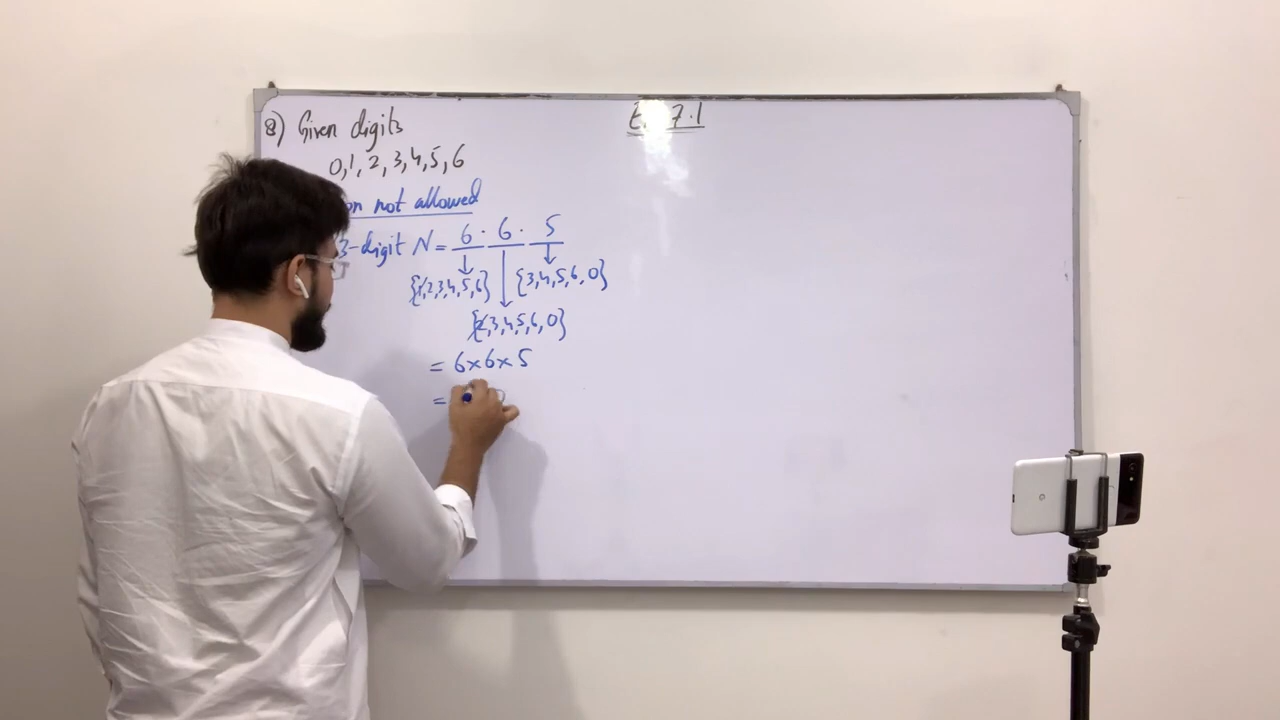 Ex 7.1
8) Given digits
0,1,2,3,4,5,6
not allowed
3-digit N = 6 · 6 · 5
{1,2,3,4,5,6} {3,4,5,6,0}
{2,3,4,5,6,0}
= 6×6×5
=